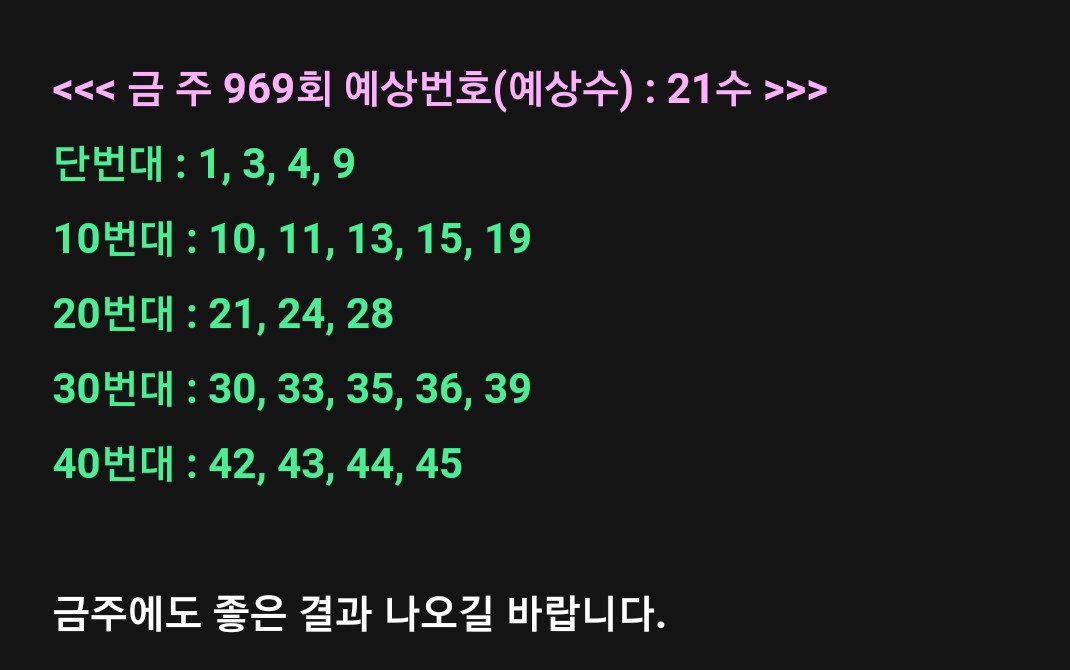 <<< 금 주 969회 예상번호(예상수) : 21수 >>>
단번대 : 1, 3, 4, 9
10번대 : 10, 11, 13, 15, 19
20번대 : 21, 24, 28
30번대 : 30, 33, 35, 36, 39
40번대 : 42, 43, 44, 45
금주에도 좋은 결과 나오길 바랍니다.